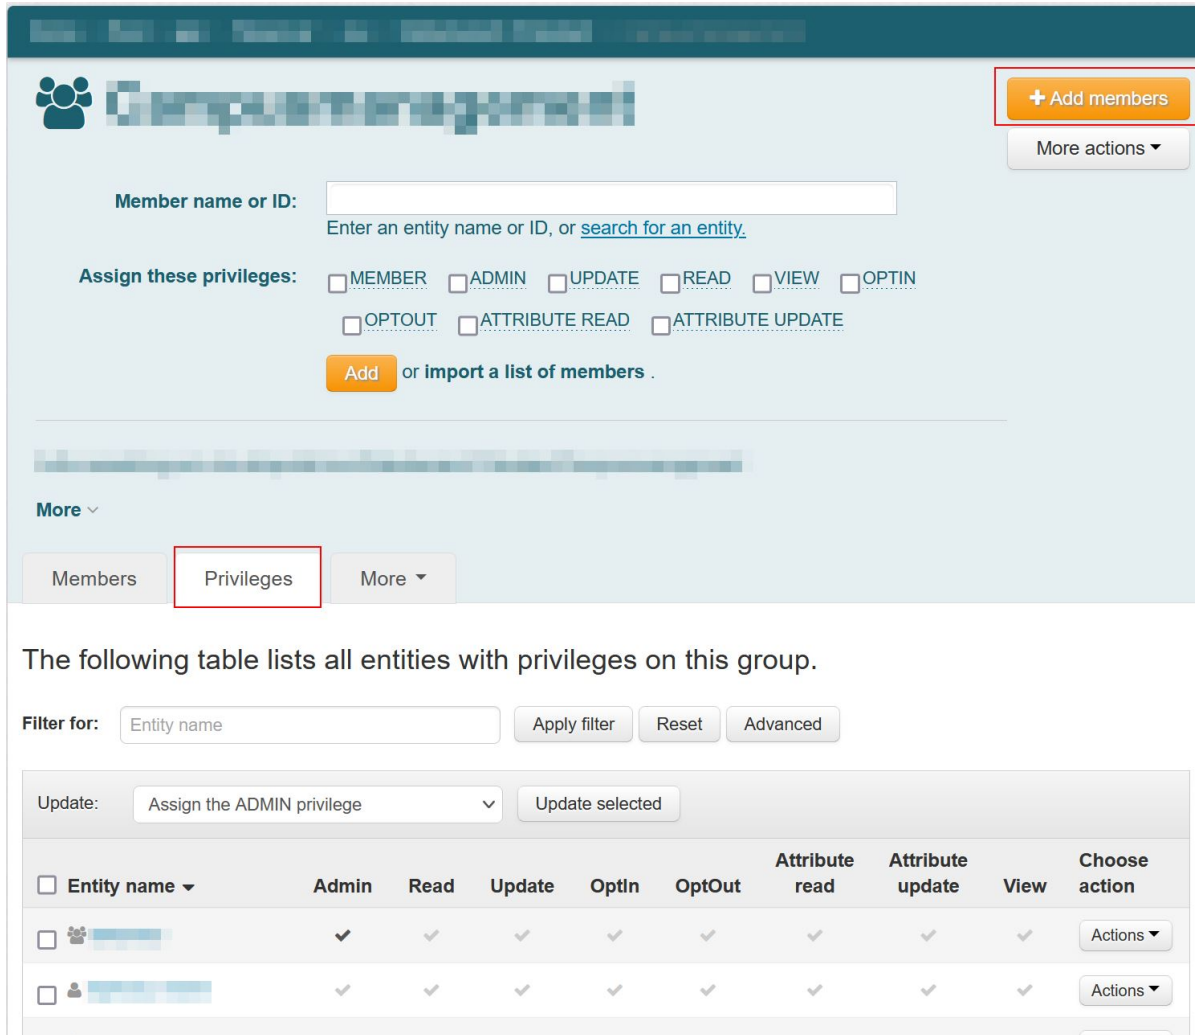 + Add members
More actions
Member name or ID:
Enter an entity name or ID, or search for an entity.
Assign these privileges:
MEMBER ADMIN UPDATE READ VIEW OPTIN
OPTOUT ATTRIBUTE READ ATTRIBUTE UPDATE
Add or import a list of members .
More
Members Privileges More
The following table lists all entities with privileges on this group.
Filter for: Entity name Apply filter Reset Advanced
Update: Assign the ADMIN privilege Update selected
Entity name Admin Read Update OptIn OptOut Attribute read Attribute update View Choose action
Actions
Actions